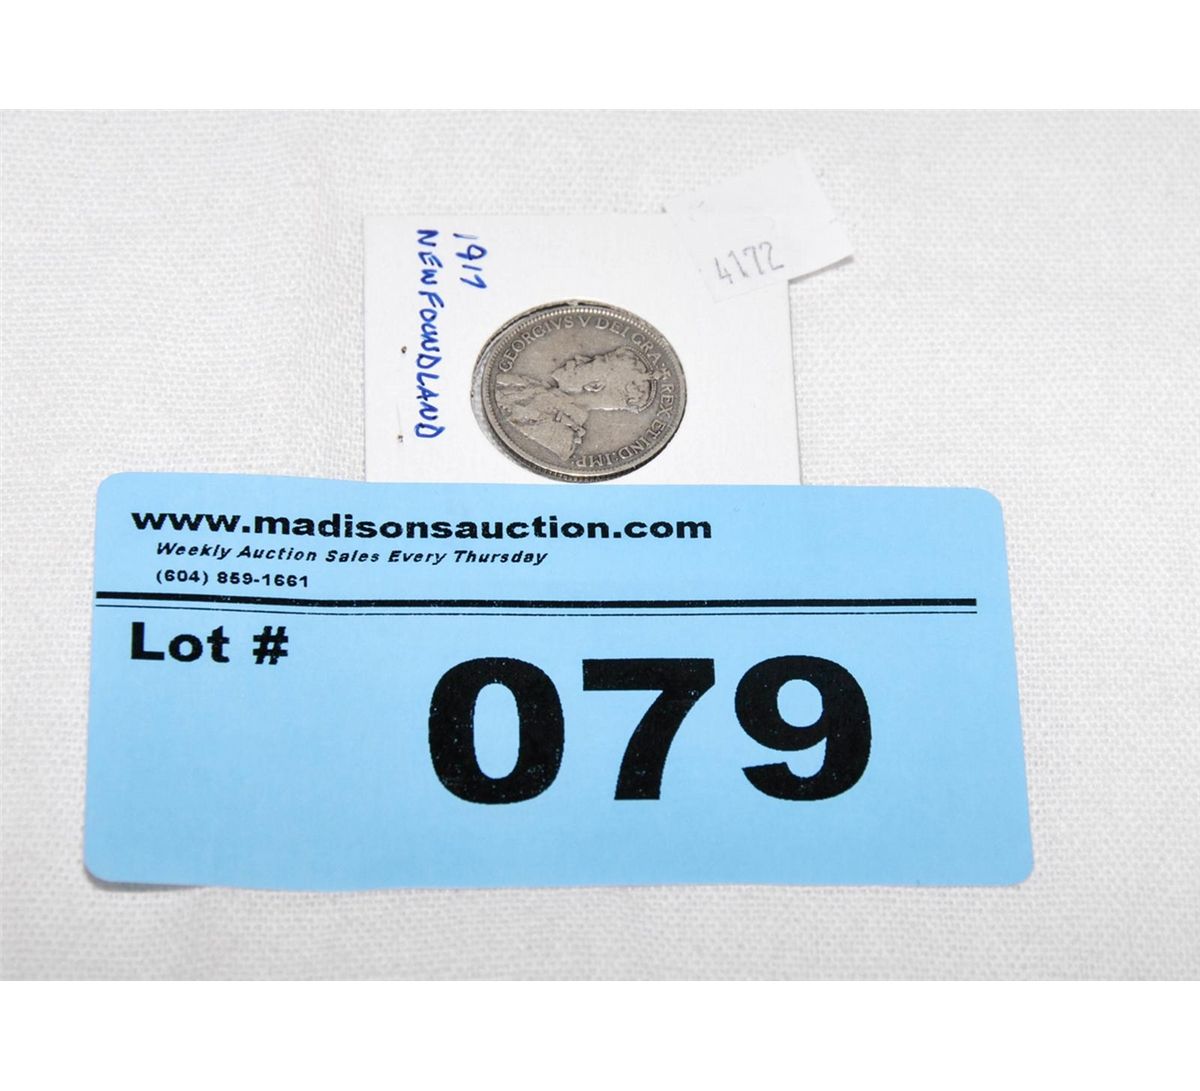 1917
NEWFOUNDLAND
4172
GEORGIVS V DEI GRA: REX ET IND: IMP:
www.madisonsauction.com
Weekly Auction Sales Every Thursday
(604) 859-1661
Lot #
079